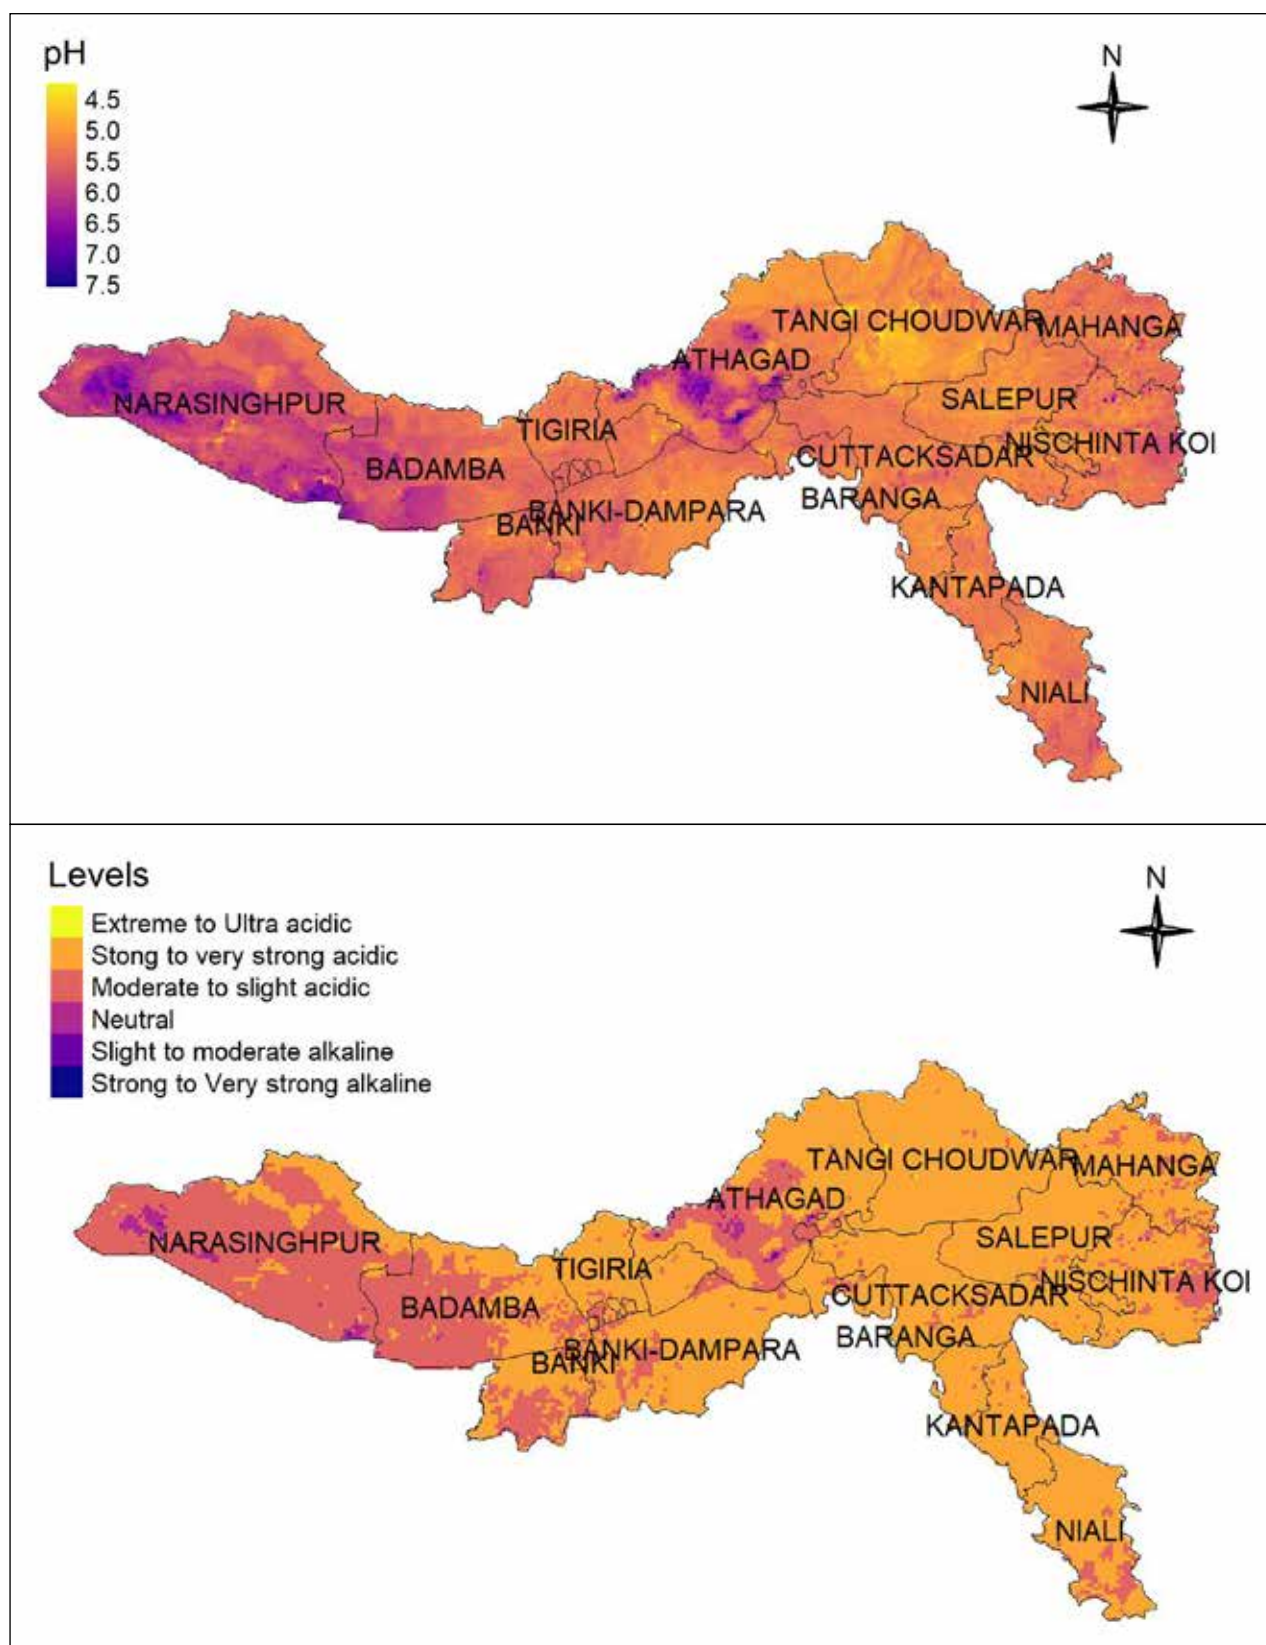 pH
N
4.5
5.0
5.5
6.0
6.5
7.0
7.5
TANGI CHOUDWAR
MAHANGA
ATHAGAD
NARASINGHPUR
SALEPUR
TIGIRIA
NISCHINTA KOI
BADAMBA
CUTTACKSADAR
BARANGA
BANKI-DAMPARA
BANKI
KANTAPADA
NIALI
Levels
N
Extreme to Ultra acidic
Stong to very strong acidic
Moderate to slight acidic
Neutral
Slight to moderate alkaline
Strong to Very strong alkaline
TANGI CHOUDWAR
MAHANGA
ATHAGAD
NARASINGHPUR
SALEPUR
TIGIRIA
NISCHINTA KOI
BADAMBA
CUTTACKSADAR
BARANGA
BANKI-DAMPARA
BANKI
KANTAPADA
NIALI